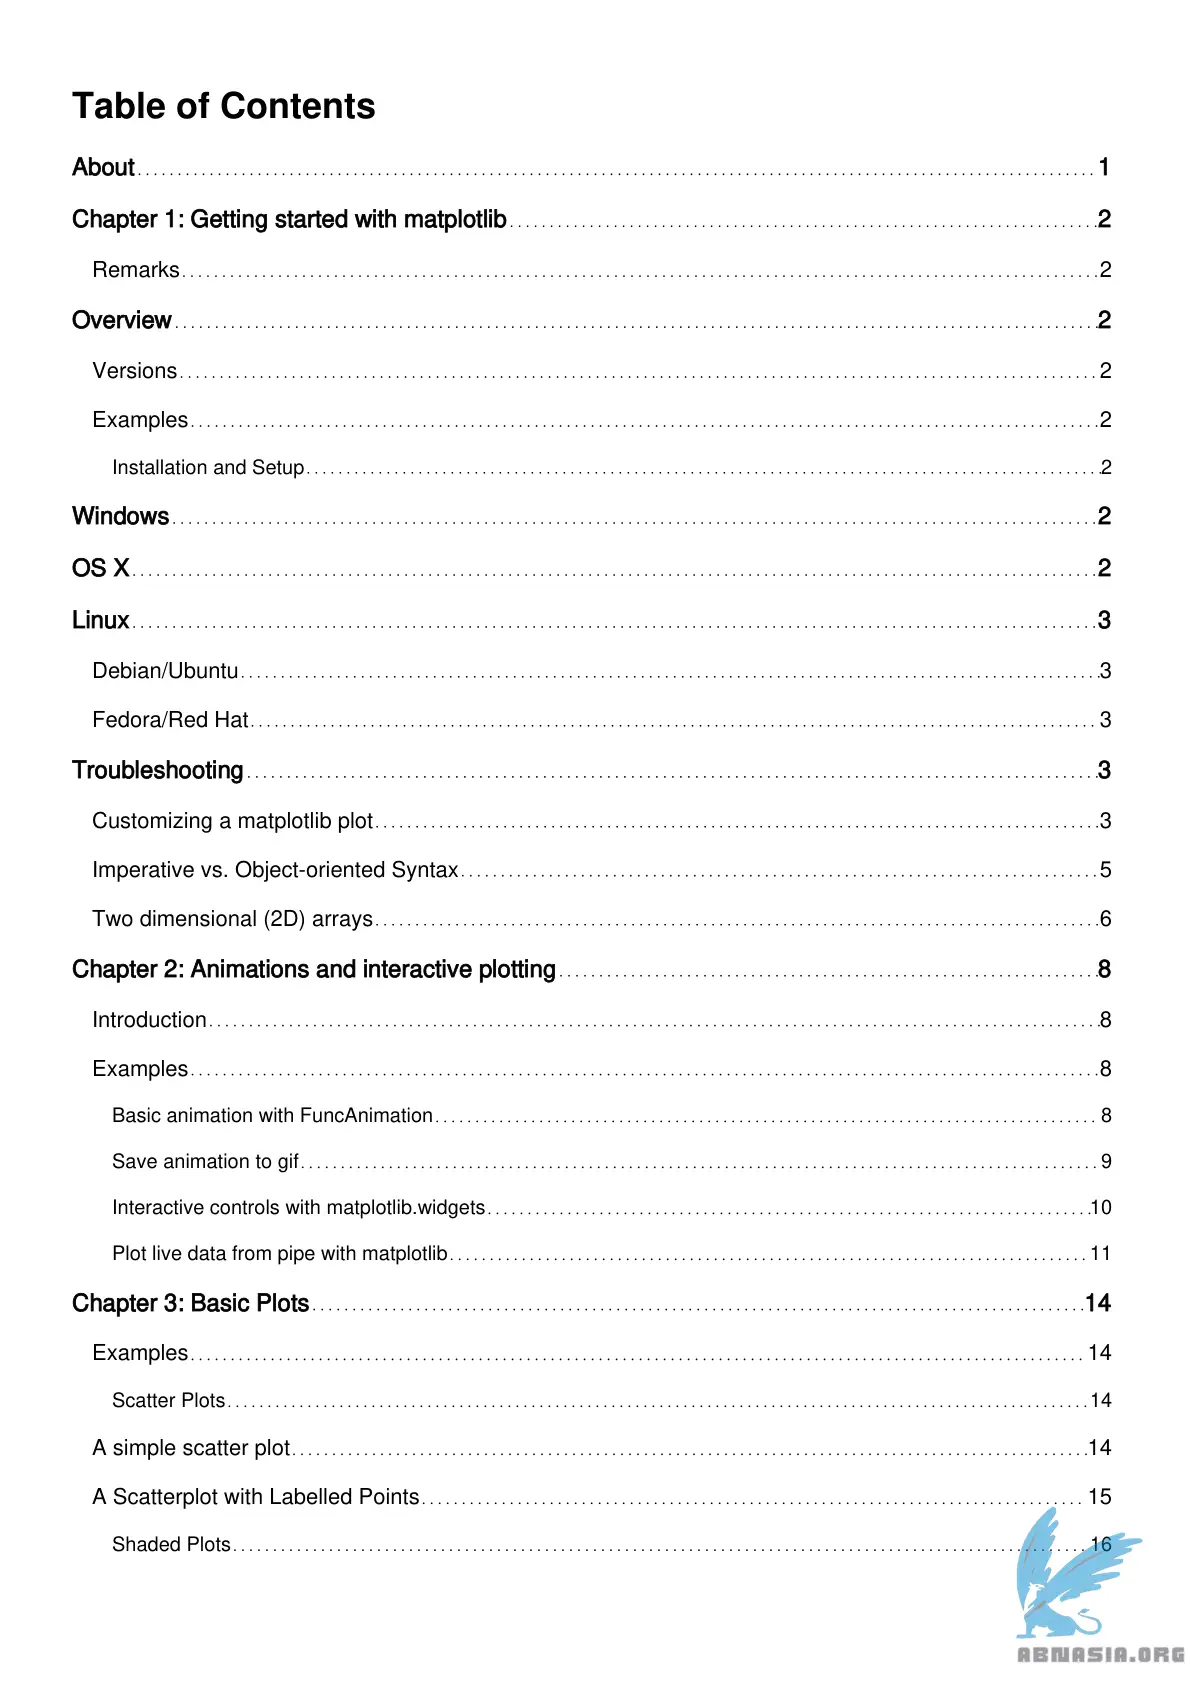 Table of Contents
About 1
Chapter 1: Getting started with matplotlib 2
Remarks 2
Overview 2
Versions 2
Examples 2
Installation and Setup 2
Windows 2
OS X 2
Linux 3
Debian/Ubuntu 3
Fedora/Red Hat 3
Troubleshooting 3
Customizing a matplotlib plot 3
Imperative vs. Object-oriented Syntax 5
Two dimensional (2D) arrays 6
Chapter 2: Animations and interactive plotting 8
Introduction 8
Examples 8
Basic animation with FuncAnimation 8
Save animation to gif 9
Interactive controls with matplotlib.widgets 10
Plot live data from pipe with matplotlib 11
Chapter 3: Basic Plots 14
Examples 14
Scatter Plots 14
A simple scatter plot 14
A Scatterplot with Labelled Points 15
Shaded Plots 16
ABNASIA.ORG